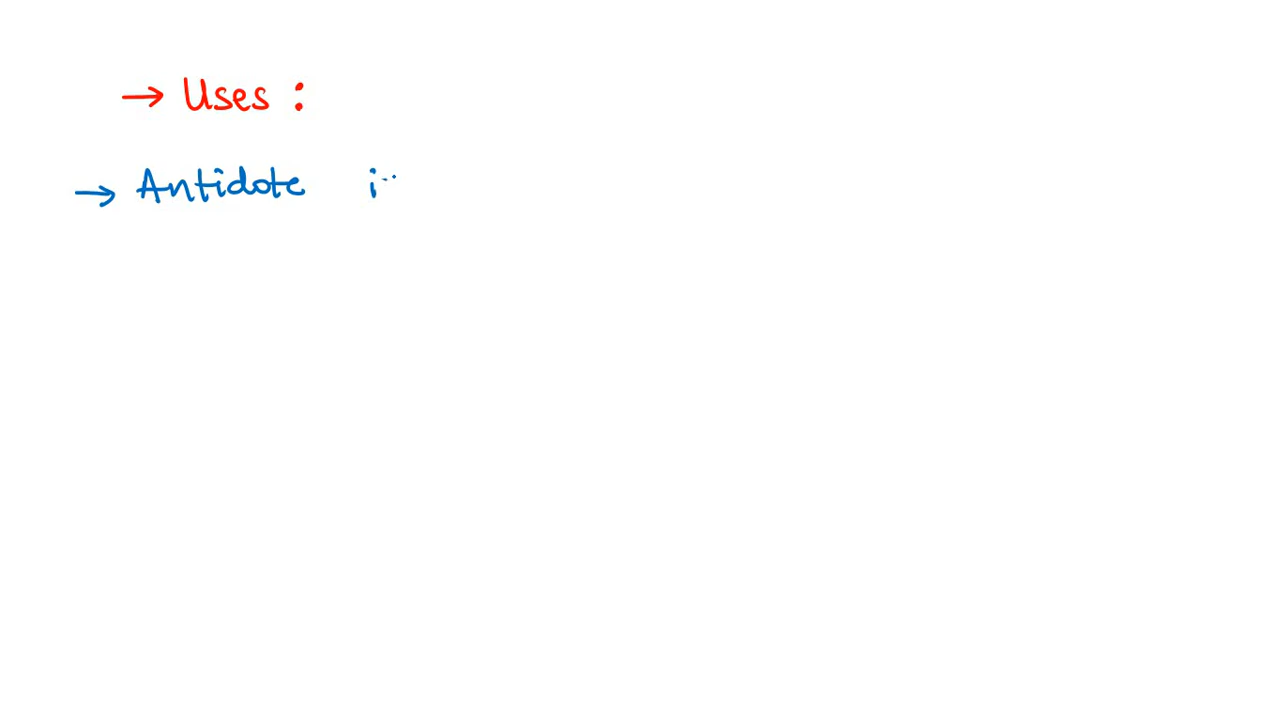 → Uses :
→ Antidote i